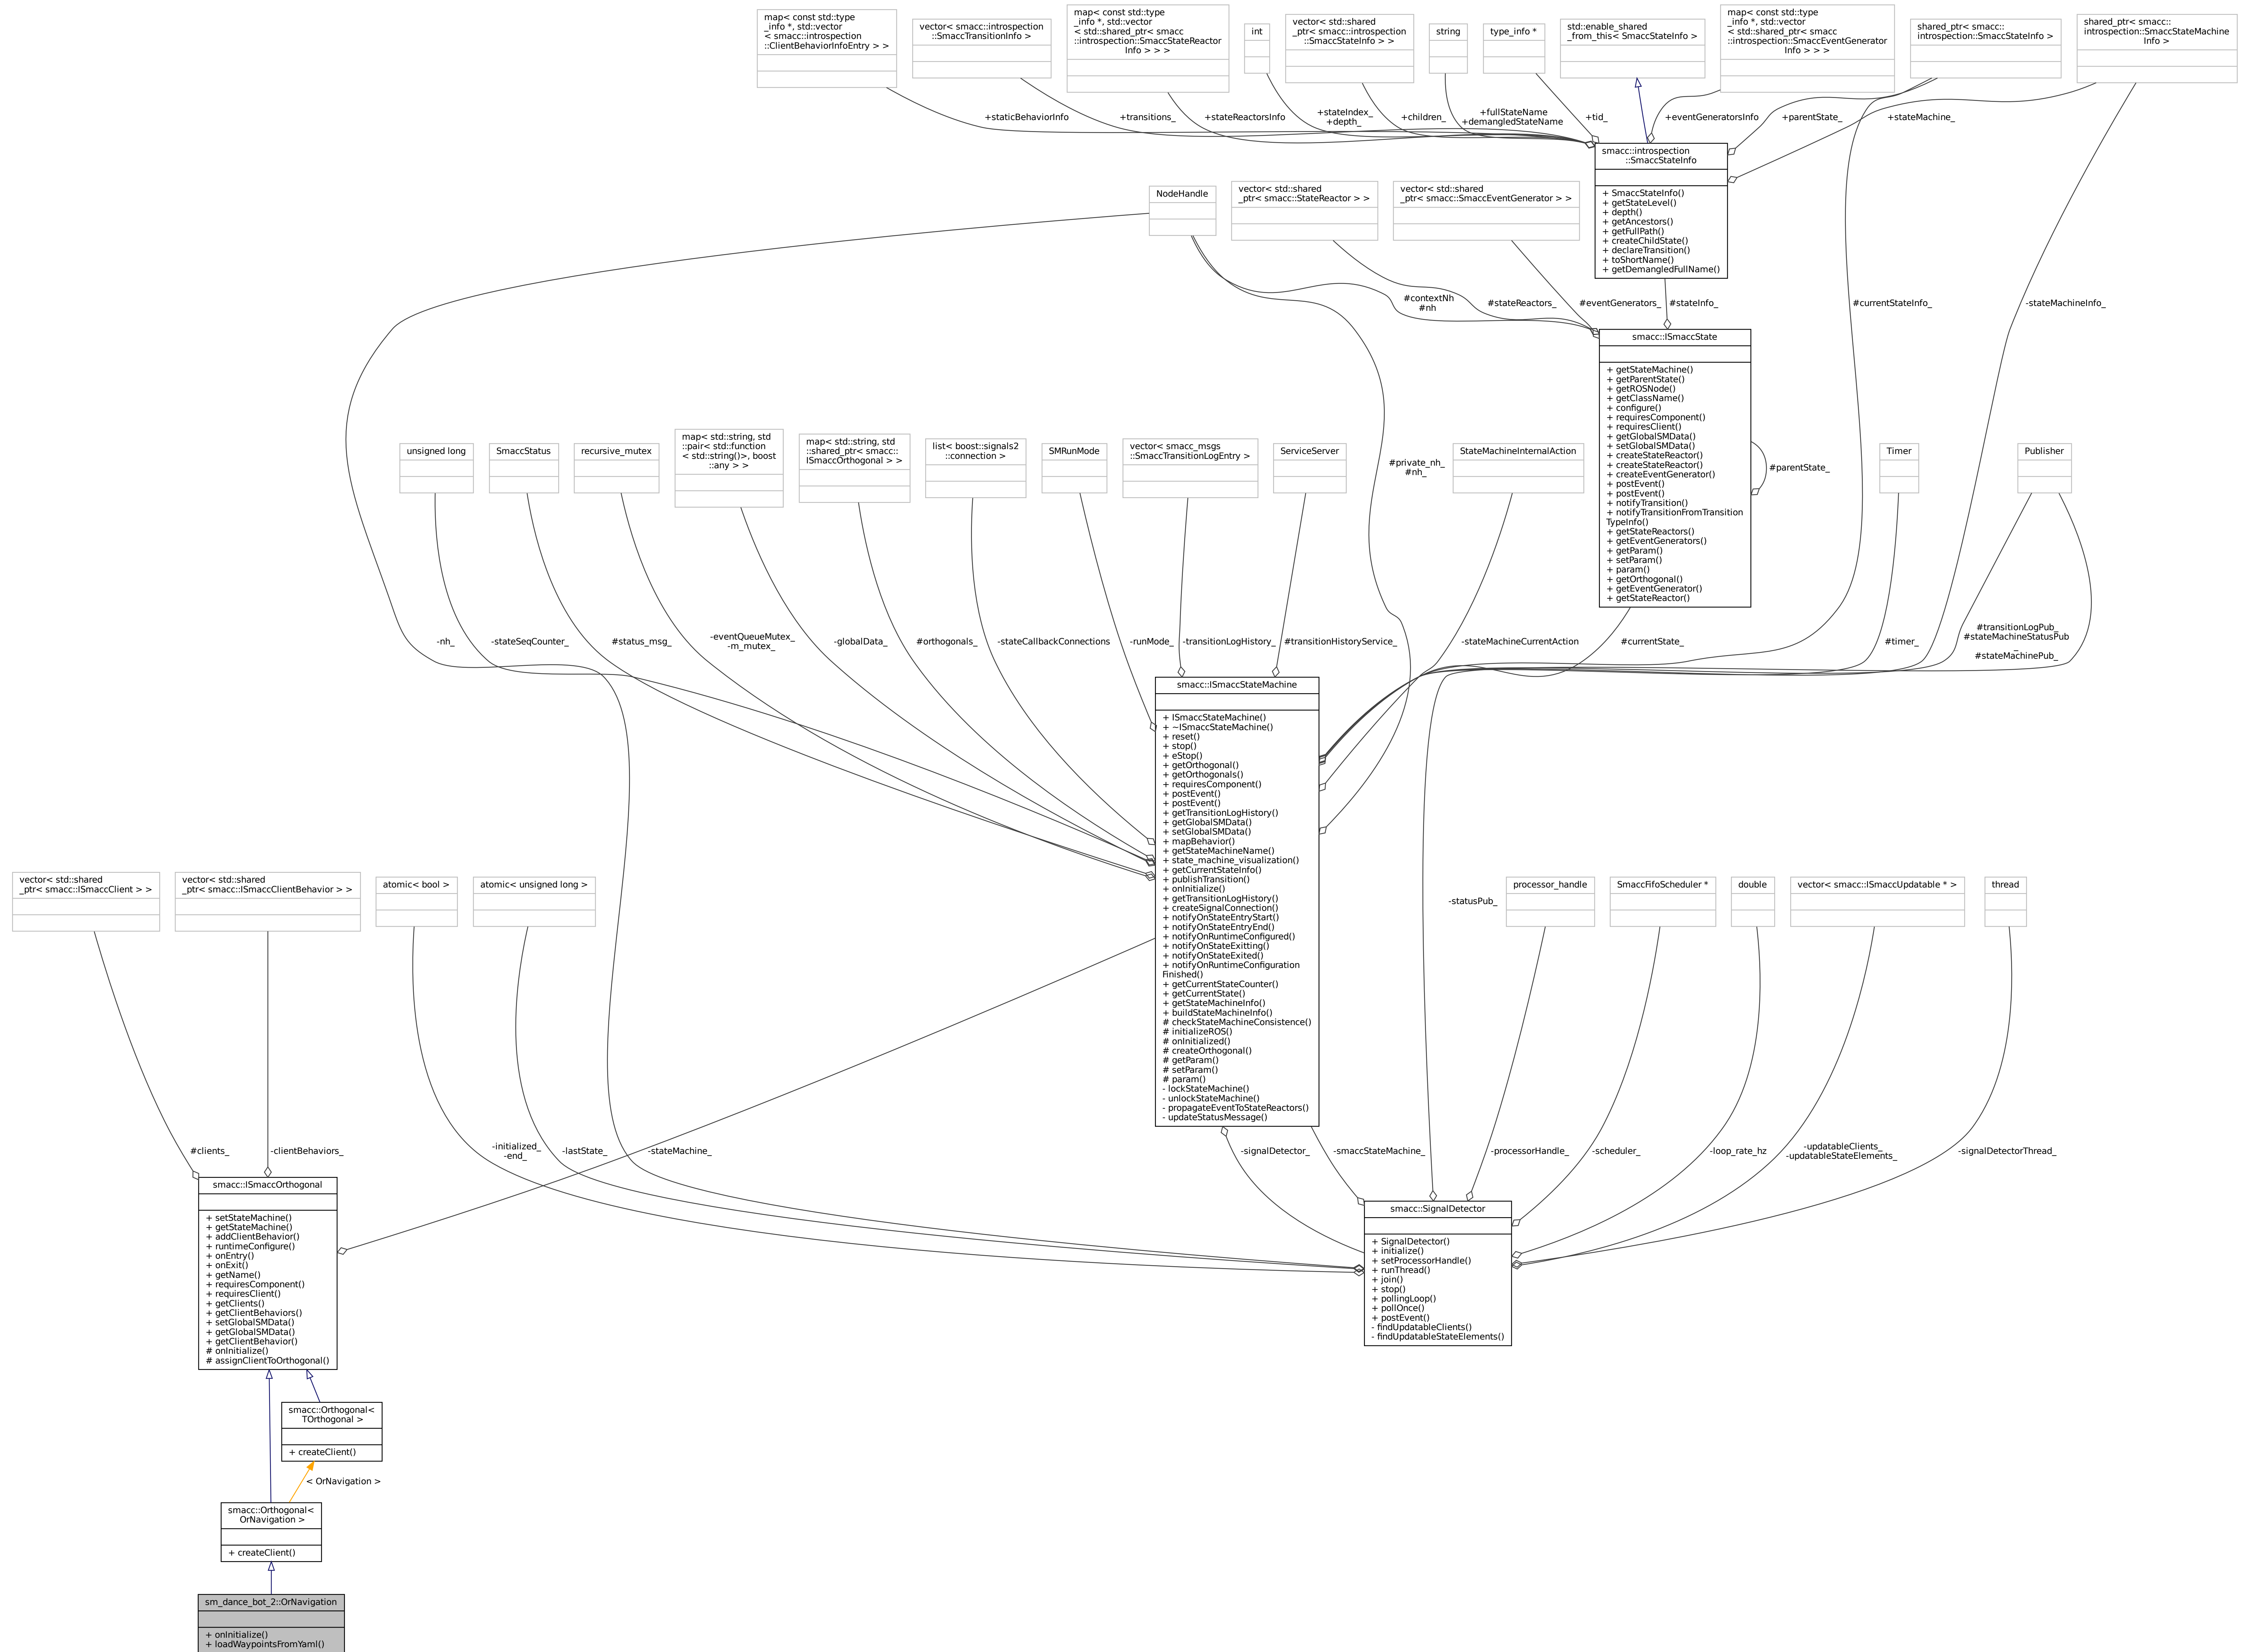 map< const std::type
_info *, std::vector
< smacc::introspection
::ClientBehaviorInfoEntry > >
vector< smacc::introspection
::SmaccTransitionInfo >
map< const std::type
_info *, std::vector
< std::shared_ptr< smacc
::introspection::SmaccStateReactor
Info > > >
int
vector< std::shared
_ptr< smacc::introspection
::SmaccStateInfo > >
string
type_info *
std::enable_shared
_from_this< SmaccStateInfo >
map< const std::type
_info *, std::vector
< std::shared_ptr< smacc
::introspection::SmaccEventGenerator
Info > > >
shared_ptr< smacc::
introspection::SmaccStateInfo >
shared_ptr< smacc::
introspection::SmaccStateMachine
Info >
+staticBehaviorInfo
+transitions_
+stateReactorsInfo
+stateIndex_
+depth_
+children_
+fullStateName
+demangledStateName
+tid_
+eventGeneratorsInfo
+parentState_
+stateMachine_
smacc::introspection
::SmaccStateInfo
+ SmaccStateInfo()
+ getStateLevel()
+ depth()
+ getAncestors()
+ getFullPath()
+ createChildState()
+ declareTransition()
+ toShortName()
+ getDemangledFullName()
NodeHandle
vector< std::shared
_ptr< smacc::StateReactor > >
vector< std::shared
_ptr< smacc::SmaccEventGenerator > >
#contextNh
#nh
#stateReactors_
#eventGenerators_
#stateInfo_
#currentStateInfo_
-stateMachineInfo_
smacc::ISmaccState
+ getStateMachine()
+ getParentState()
+ getROSNode()
+ getClassName()
+ configure()
+ requiresComponent()
+ requiresClient()
+ getGlobalSMData()
+ setGlobalSMData()
+ createStateReactor()
+ createStateReactor()
+ createEventGenerator()
+ postEvent()
+ postEvent()
+ notifyTransition()
+ notifyTransitionFromTransition
TypeInfo()
+ getStateReactors()
+ getEventGenerators()
+ getParam()
+ setParam()
+ param()
+ getOrthogonal()
+ getEventGenerator()
+ getStateReactor()
#parentState_
unsigned long
SmaccStatus
recursive_mutex
map< std::string, std
::pair< std::function
< std::string()>, boost
::any > >
map< std::string, std
::shared_ptr< smacc::
ISmaccOrthogonal > >
list< boost::signals2
::connection >
SMRunMode
vector< smacc_msgs
::SmaccTransitionLogEntry >
ServiceServer
#private_nh_
#nh_
StateMachineInternalAction
Timer
Publisher
-nh_
-stateSeqCounter_
#status_msg_
-eventQueueMutex_
-m_mutex_
-globalData_
#orthogonals_
-stateCallbackConnections
-runMode_
-transitionLogHistory_
#transitionHistoryService_
-stateMachineCurrentAction
#currentState_
#timer_
#transitionLogPub_
#stateMachineStatusPub
_
#stateMachinePub_
smacc::ISmaccStateMachine
+ ISmaccStateMachine()
+ ~ISmaccStateMachine()
+ reset()
+ stop()
+ eStop()
+ getOrthogonal()
+ getOrthogonals()
+ requiresComponent()
+ postEvent()
+ postEvent()
+ getTransitionLogHistory()
+ getGlobalSMData()
+ setGlobalSMData()
+ mapBehavior()
+ getStateMachineName()
+ state_machine_visualization()
+ getCurrentStateInfo()
+ publishTransition()
+ onInitialize()
+ getTransitionLogHistory()
+ createSignalConnection()
+ notifyOnStateEntryStart()
+ notifyOnStateEntryEnd()
+ notifyOnRuntimeConfigured()
+ notifyOnStateExitting()
+ notifyOnStateExited()
+ notifyOnRuntimeConfiguration
Finished()
+ getCurrentStateCounter()
+ getCurrentState()
+ getStateMachineInfo()
+ buildStateMachineInfo()
# checkStateMachineConsistence()
# initializeROS()
# onInitialized()
# createOrthogonal()
# getParam()
# setParam()
# param()
- lockStateMachine()
- unlockStateMachine()
- propagateEventToStateReactors()
- updateStatusMessage()
vector< std::shared
_ptr< smacc::ISmaccClient > >
vector< std::shared
_ptr< smacc::ISmaccClientBehavior > >
atomic< bool >
atomic< unsigned long >
-statusPub_
processor_handle
SmaccFifoScheduler *
double
vector< smacc::ISmaccUpdatable * >
thread
#clients_
-clientBehaviors_
-initialized_
-end_
-lastState_
-stateMachine_
-signalDetector_
-smaccStateMachine_
-processorHandle_
-scheduler_
-loop_rate_hz
-updatableClients_
-updatableStateElements_
-signalDetectorThread_
smacc::ISmaccOrthogonal
+ setStateMachine()
+ getStateMachine()
+ addClientBehavior()
+ runtimeConfigure()
+ onEntry()
+ onExit()
+ getName()
+ requiresComponent()
+ requiresClient()
+ getClients()
+ getClientBehaviors()
+ setGlobalSMData()
+ getGlobalSMData()
+ getClientBehavior()
# onInitialize()
# assignClientToOrthogonal()
smacc::SignalDetector
+ SignalDetector()
+ initialize()
+ setProcessorHandle()
+ runThread()
+ join()
+ stop()
+ pollingLoop()
+ pollOnce()
+ postEvent()
- findUpdatableClients()
- findUpdatableStateElements()
smacc::Orthogonal<
TOrthogonal >
+ createClient()
< OrNavigation >
smacc::Orthogonal<
OrNavigation >
+ createClient()
sm_dance_bot_2::OrNavigation
+ onInitialize()
+ loadWaypointsFromYaml()